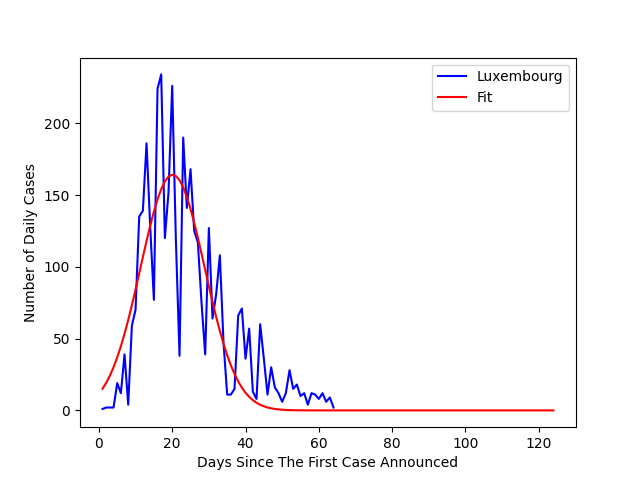 Luxembourg
Fit
200
150
100
50
0
Number of Daily Cases
0 20 40 60 80 100 120
Days Since The First Case Announced